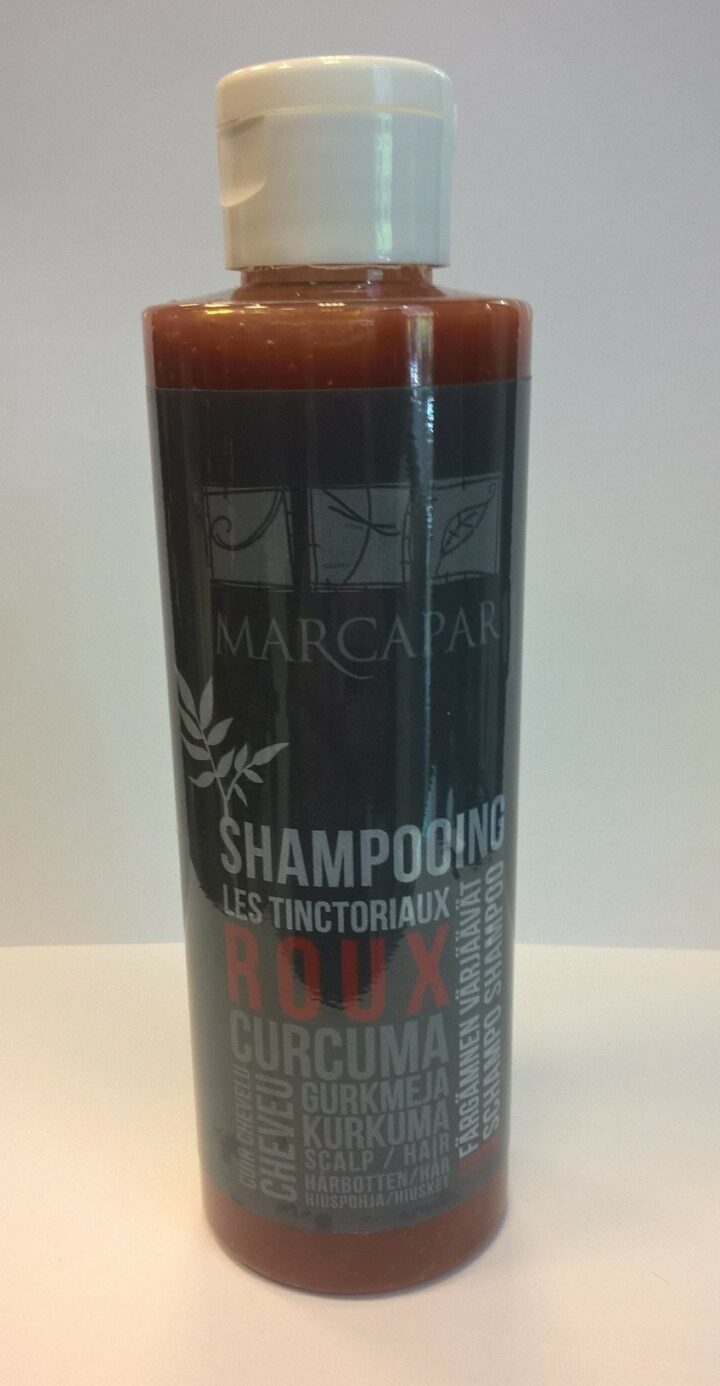 MARCAPAR
SHAMPOOING
LES TINCTORIAUX
ROUX
CURCUMA
GURKMEJA
KURKUMA
SCALP / HAIR
HÅRBOTTEN/HÅR
HIUSPOHJA/HIUSKET
CUIR CHEVELU
CHEVEU
FÄRGÄMNEN VÄRJÄÄVÄT
SCHAMPO SHAMPOO